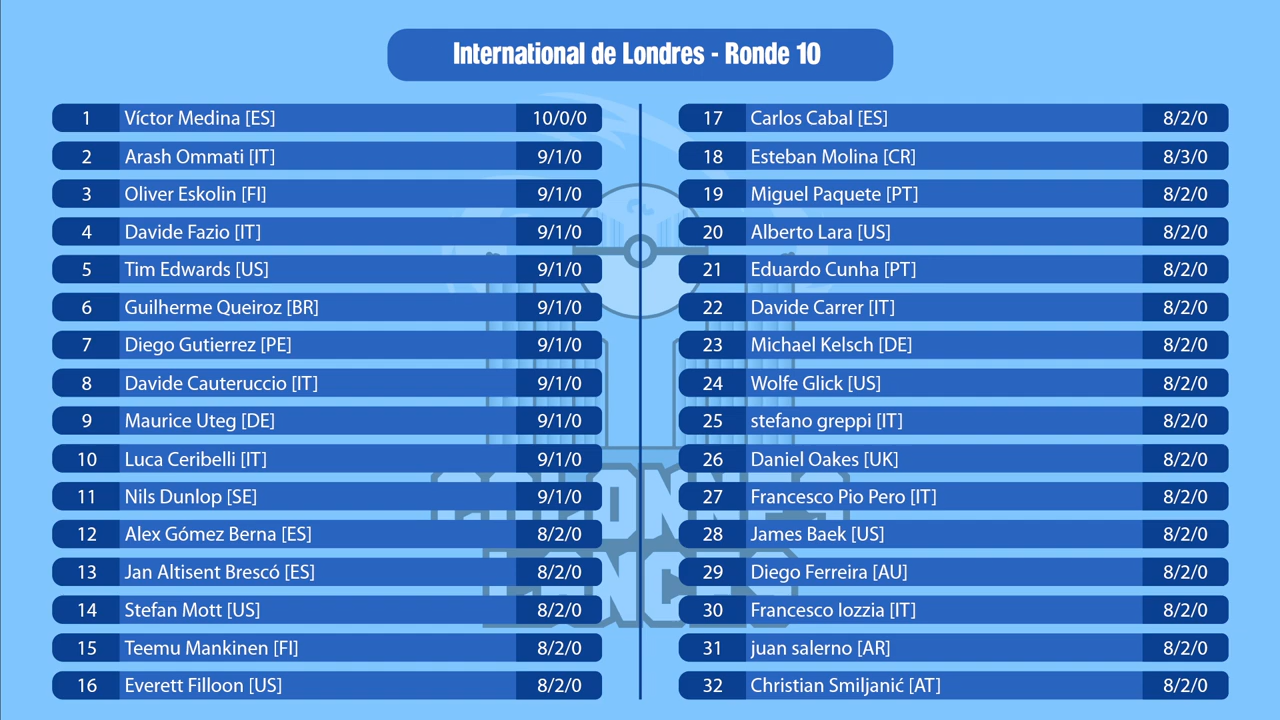 International de Londres - Ronde 10
1 Víctor Medina [ES] 10/0/0
2 Arash Ommati [IT] 9/1/0
3 Oliver Eskolin [FI] 9/1/0
4 Davide Fazio [IT] 9/1/0
5 Tim Edwards [US] 9/1/0
6 Guilherme Queiroz [BR] 9/1/0
7 Diego Gutierrez [PE] 9/1/0
8 Davide Cauteruccio [IT] 9/1/0
9 Maurice Uteg [DE] 9/1/0
10 Luca Ceribelli [IT] 9/1/0
11 Nils Dunlop [SE] 9/1/0
12 Alex Gómez Berna [ES] 8/2/0
13 Jan Altisent Brescó [ES] 8/2/0
14 Stefan Mott [US] 8/2/0
15 Teemu Mankinen [FI] 8/2/0
16 Everett Filloon [US] 8/2/0
17 Carlos Cabal [ES] 8/2/0
18 Esteban Molina [CR] 8/3/0
19 Miguel Paquete [PT] 8/2/0
20 Alberto Lara [US] 8/2/0
21 Eduardo Cunha [PT] 8/2/0
22 Davide Carrer [IT] 8/2/0
23 Michael Kelsch [DE] 8/2/0
24 Wolfe Glick [US] 8/2/0
25 stefano greppi [IT] 8/2/0
26 Daniel Oakes [UK] 8/2/0
27 Francesco Pio Pero [IT] 8/2/0
28 James Baek [US] 8/2/0
29 Diego Ferreira [AU] 8/2/0
30 Francesco Iozzia [IT] 8/2/0
31 juan salerno [AR] 8/2/0
32 Christian Smiljanić [AT] 8/2/0